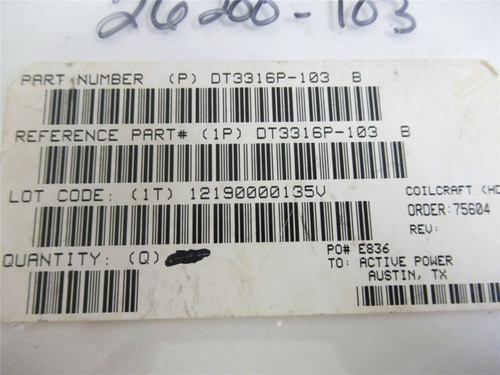 26200-103
PART NUMBER (P) DT3316P-103 B
REFERENCE PART# (1P) DT3316P-103 B
LOT CODE: (1T) 12190000135V
COILCRAFT (HC
ORDER: 75604
REV:
QUANTITY: (Q)
PO# E836
TO: ACTIVE POWER
AUSTIN, TX